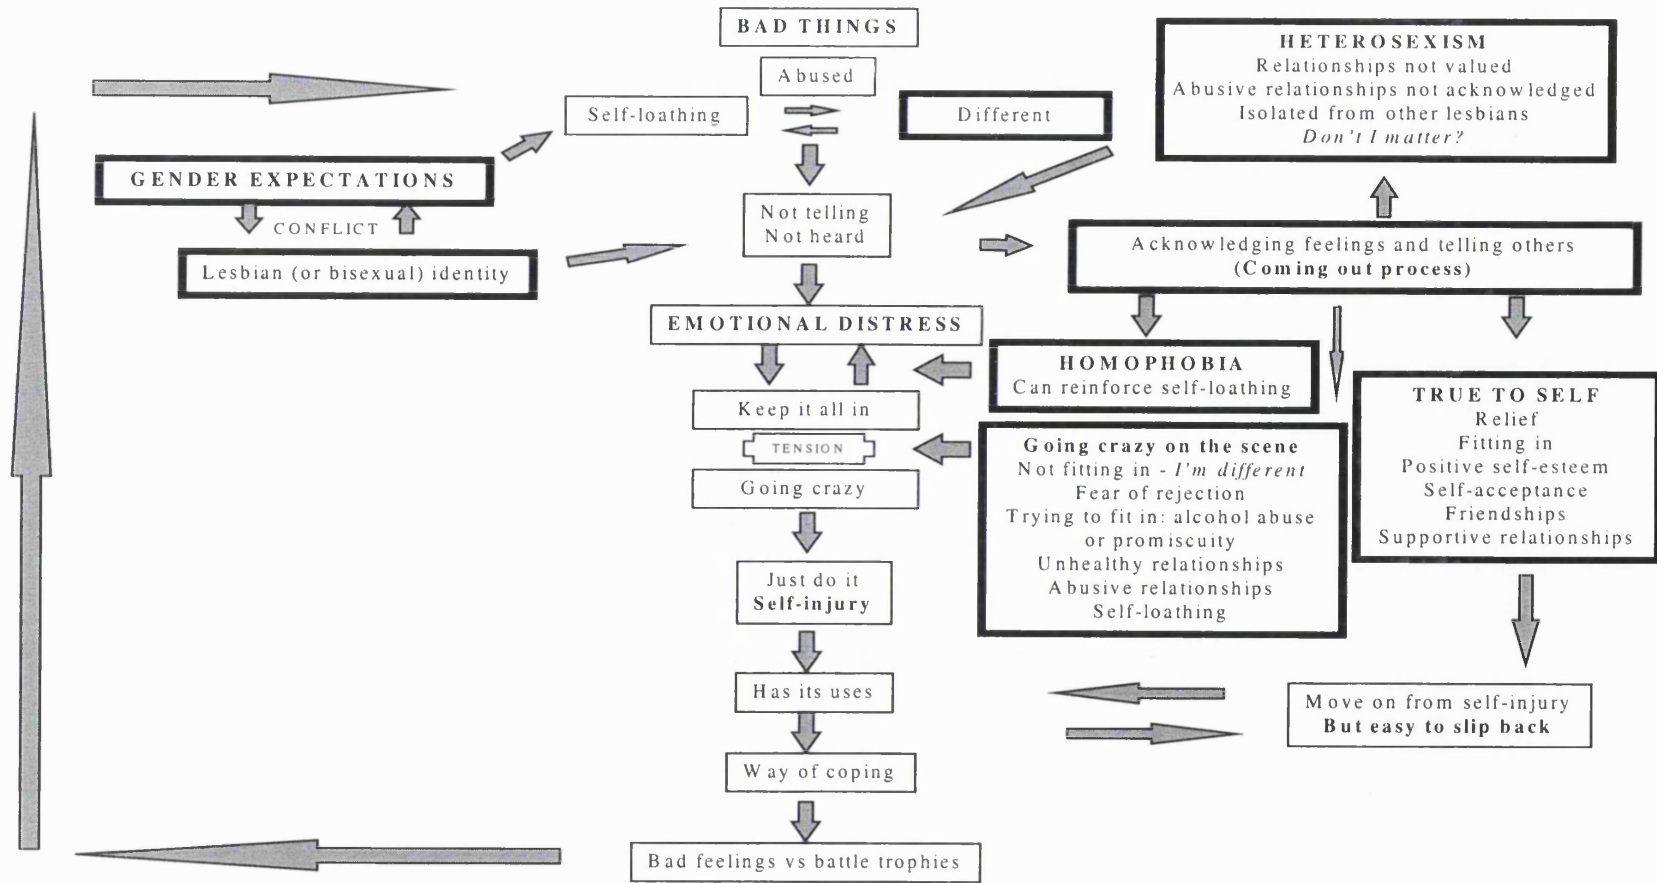 BAD THINGS
Abused
Self-loathing
Different
HETEROSEXISM
Relationships not valued
Abusive relationships not acknowledged
Isolated from other lesbians
Don't I matter?
GENDER EXPECTATIONS
CONFLICT
Lesbian (or bisexual) identity
Not telling
Not heard
Acknowledging feelings and telling others
(Coming out process)
EMOTIONAL DISTRESS
HOMOPHOBIA
Can reinforce self-loathing
Keep it all in
TENSION
Going crazy
Going crazy on the scene
Not fitting in - I'm different
Fear of rejection
Trying to fit in: alcohol abuse
or promiscuity
Unhealthy relationships
Abusive relationships
Self-loathing
TRUE TO SELF
Relief
Fitting in
Positive self-esteem
Self-acceptance
Friendships
Supportive relationships
Just do it
Self-injury
Has its uses
Move on from self-injury
But easy to slip back
Way of coping
Bad feelings vs battle trophies